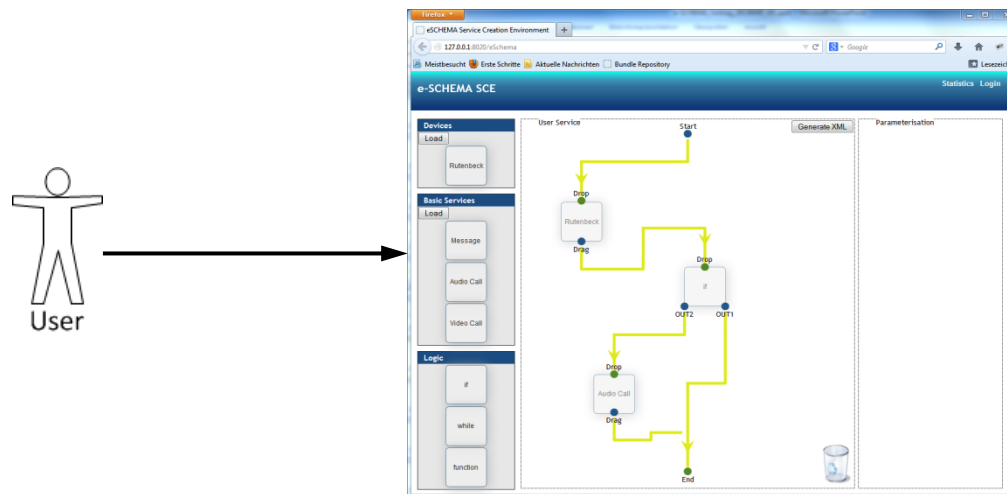 Firefox
eSCHEMA Service Creation Environment
127.0.0.1:8020/eSchema
Google
Meistbesucht Erste Schritte Aktuelle Nachrichten Bundle Repository
Lesezeich
e-SCHEMA SCE
Statistics Login
Devices
Load
Rutenbeck
Basic Services
Load
Message
Audio Call
Video Call
Logic
if
while
function
User Service
Generate XML
Start
Drop
Rutenbeck
Drag
Drop
if
OUT2 OUT1
Drop
Audio Call
Drag
End
Parameterisation
User